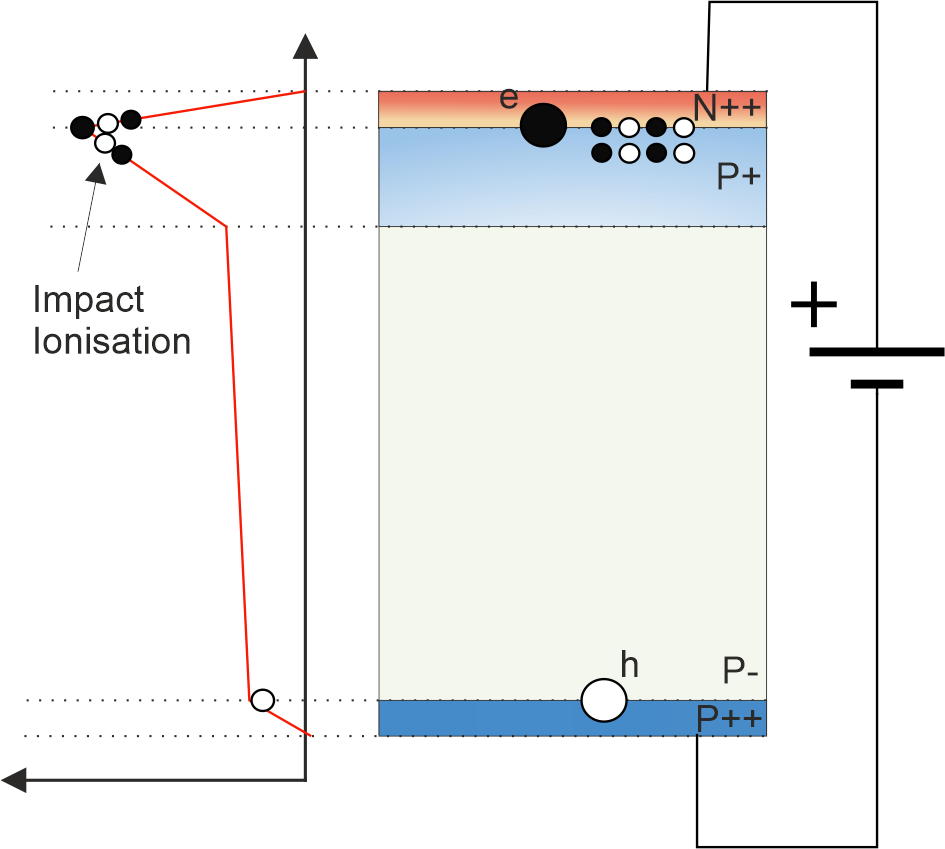 e
N++
P+
Impact
Ionisation
+
h
P-
P++